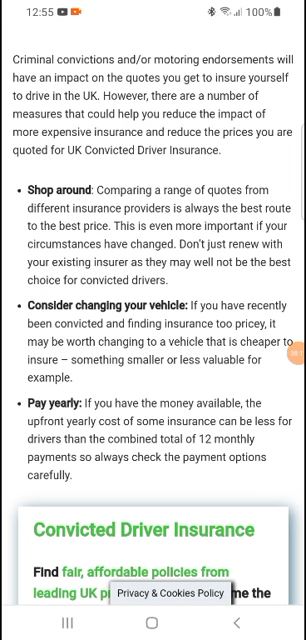 12:55 100%
Criminal convictions and/or motoring endorsements will
have an impact on the quotes you get to insure yourself
to drive in the UK. However, there are a number of
measures that could help you reduce the impact of
more expensive insurance and reduce the prices you are
quoted for UK Convicted Driver Insurance.
• Shop around: Comparing a range of quotes from
different insurance providers is always the best route
to the best price. This is even more important if your
circumstances have changed. Don't just renew with
your existing insurer as they may well not be the best
choice for convicted drivers.
• Consider changing your vehicle: If you have recently
been convicted and finding insurance too pricey, it
may be worth changing to a vehicle that is cheaper to
insure – something smaller or less valuable for
example.
• Pay yearly: If you have the money available, the
upfront yearly cost of some insurance can be less for
drivers than the combined total of 12 monthly
payments so always check the payment options
carefully.
Convicted Driver Insurance
Find fair, affordable policies from
leading UK p me the
Privacy & Cookies Policy